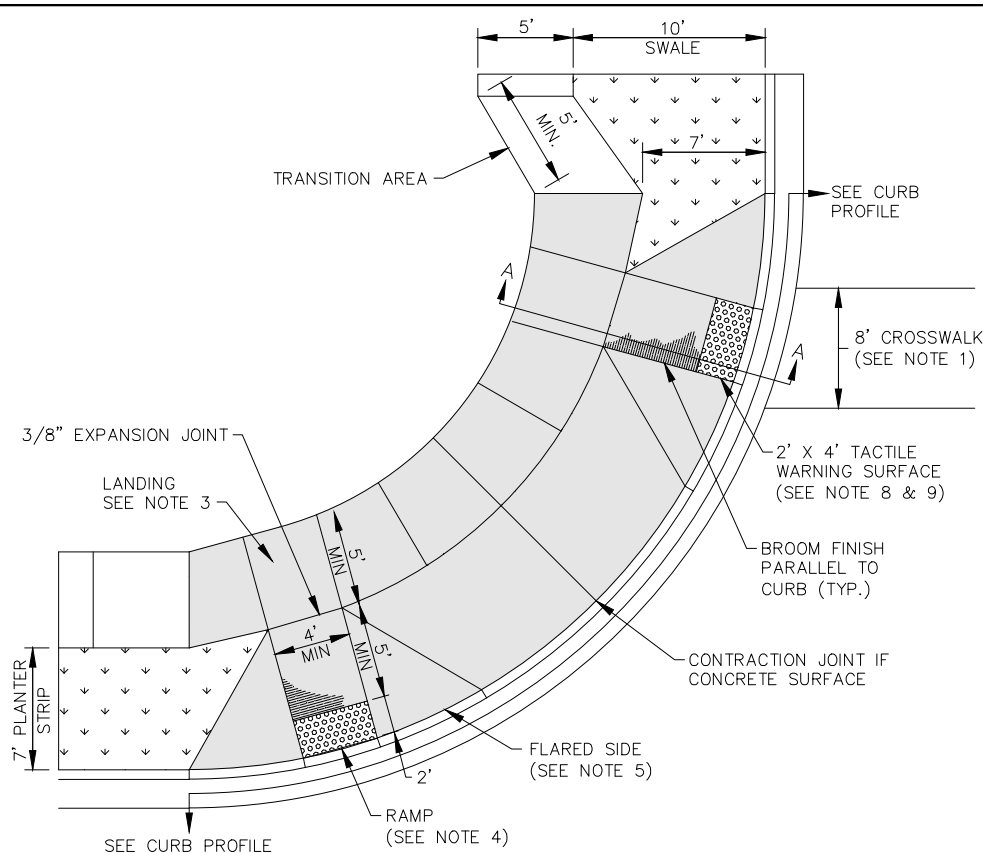 5'
10'
SWALE
5'
MIN.
7'
TRANSITION AREA
SEE CURB
PROFILE
A
8' CROSSWALK
(SEE NOTE 1)
A
3/8" EXPANSION JOINT
2' X 4' TACTILE
WARNING SURFACE
(SEE NOTE 8 & 9)
LANDING
SEE NOTE 3
5'
MIN
BROOM FINISH
PARALLEL TO
CURB (TYP.)
4'
MIN
5'
MIN
CONTRACTION JOINT IF
CONCRETE SURFACE
7' PLANTER
STRIP
FLARED SIDE
(SEE NOTE 5)
2'
RAMP
(SEE NOTE 4)
SEE CURB PROFILE